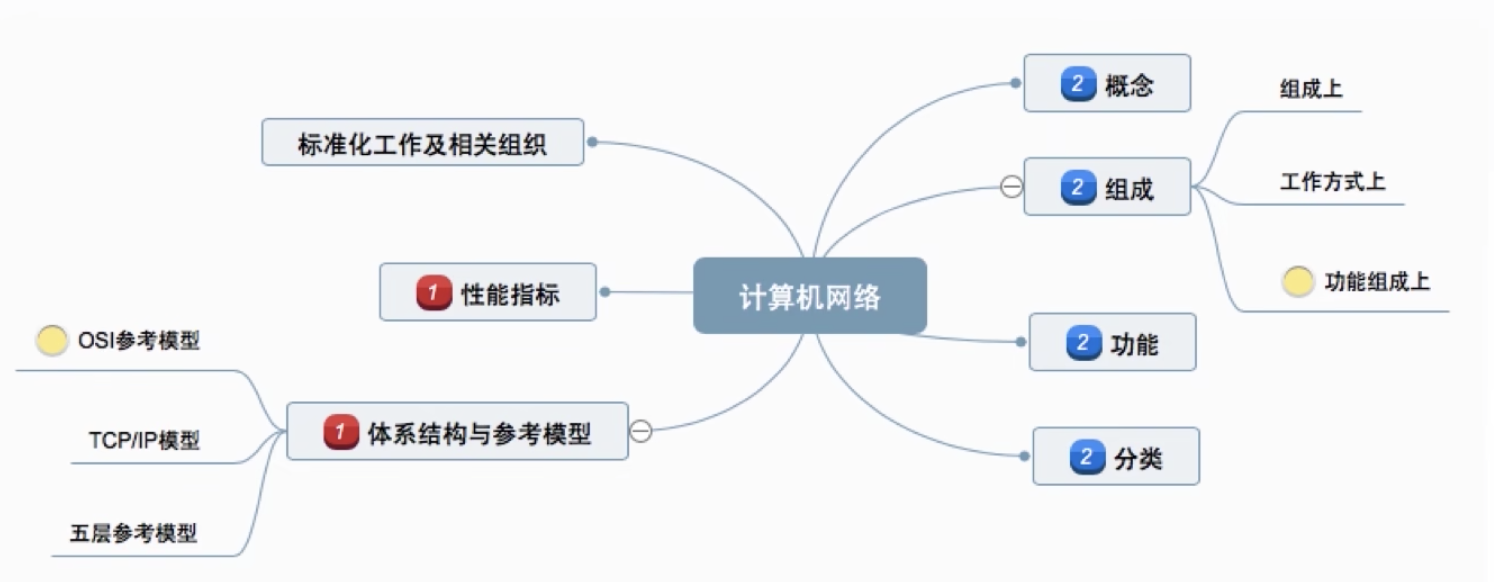 计算机网络
2 概念
2 组成
组成上
工作方式上
功能组成上
2 功能
2 分类
标准化工作及相关组织
1 性能指标
1 体系结构与参考模型
OSI参考模型
TCP/IP模型
五层参考模型